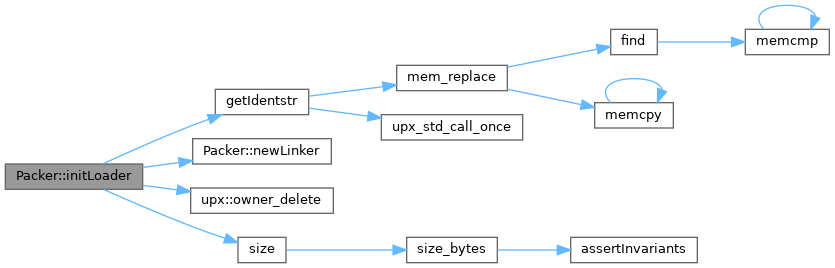 Packer::initLoader
getIdentstr
Packer::newLinker
upx::owner_delete
size
mem_replace
upx_std_call_once
size_bytes
find
memcpy
assertInvariants
memcmp